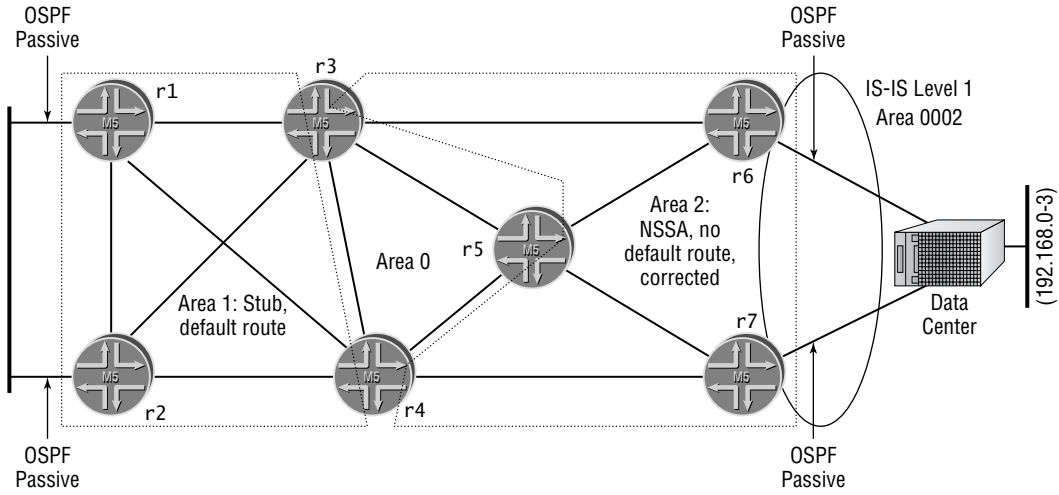 OSPF
Passive
OSPF
Passive
r1
r3
M5
M5
M5
r6
IS-IS Level 1
Area 0002
r5
M5
Area 0
Area 2:
NSSA, no
default route,
corrected
Area 1: Stub,
default route
(192.168.0-3)
Data
Center
r7
M5
M5
M5
r2
r4
OSPF
Passive
OSPF
Passive